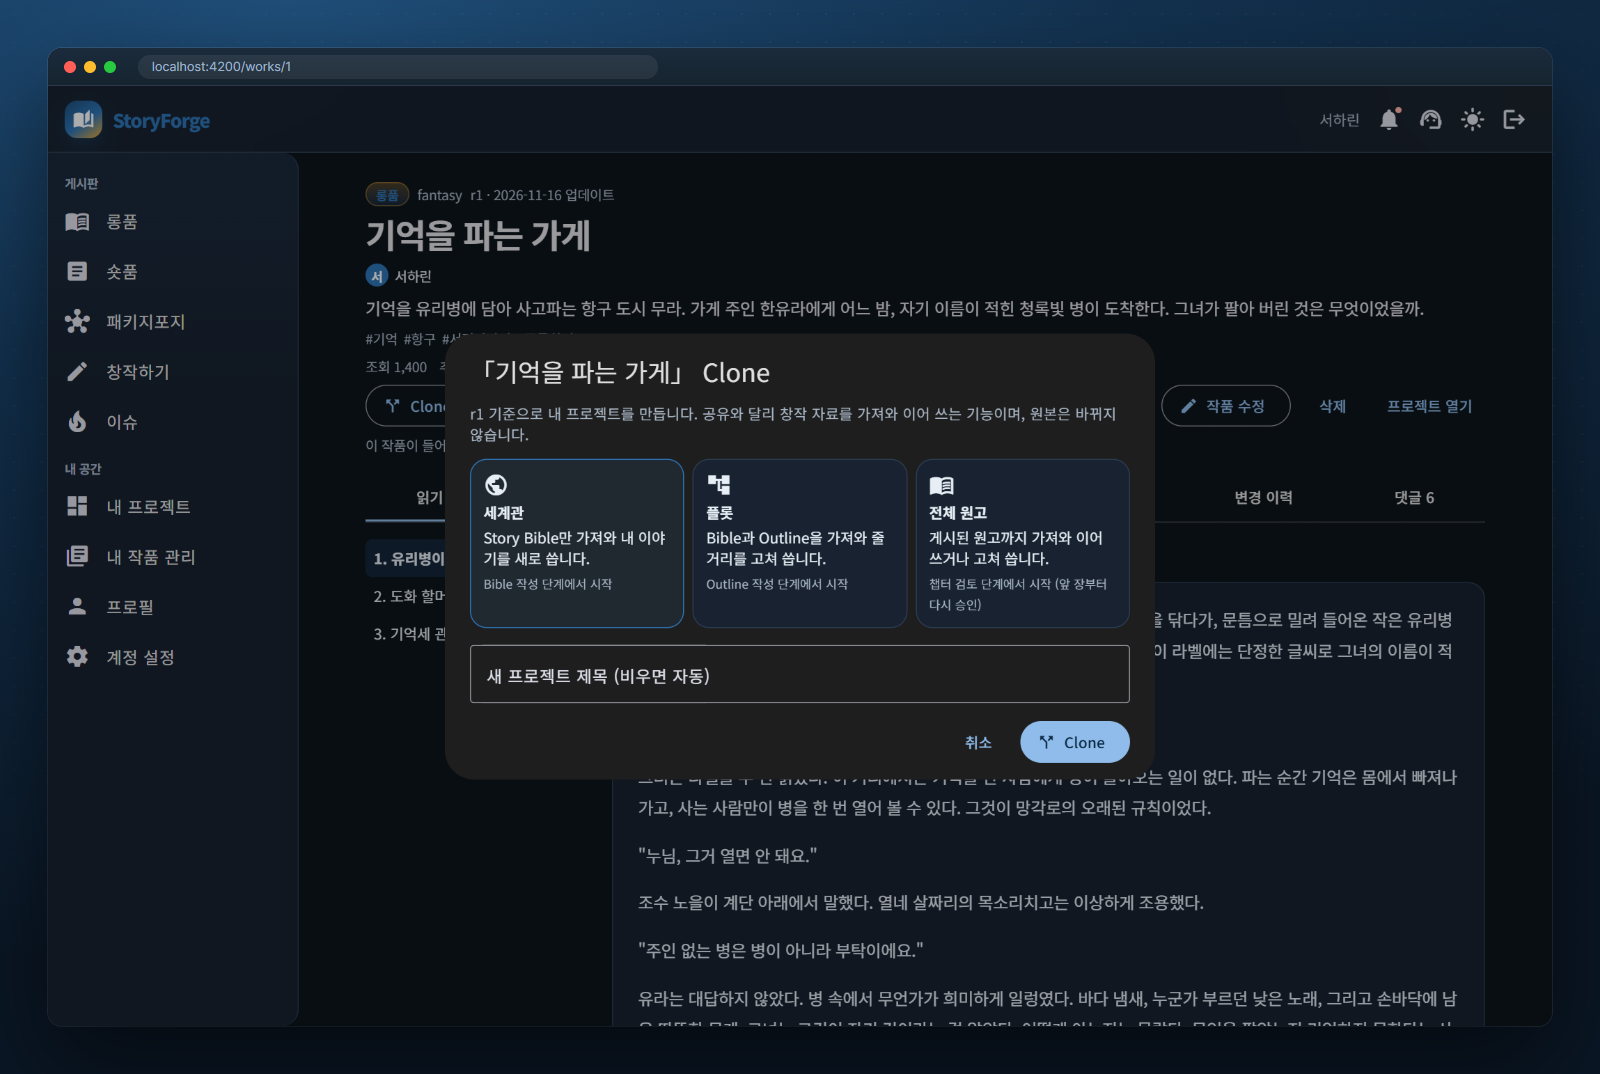 localhost:4200/works/1
StoryForge
서하린
게시판
롱폼
숏폼
패키지포지
창작하기
이슈
내 공간
내 프로젝트
내 작품 관리
프로필
계정 설정
롱폼 fantasy r1 · 2026-11-16 업데이트
기억을 파는 가게
서 서하린
기억을 유리병에 담아 사고파는 항구 도시 무라. 가게 주인 한유라에게 어느 밤, 자기 이름이 적힌 청록빛 병이 도착한다. 그녀가 팔아 버린 것은 무엇이었을까.
#기억 #항구
조회 1,400
Clone
작품 수정
삭제
프로젝트 열기
이 작품이 들어
읽기
변경 이력
댓글 6
1. 유리병이
2. 도화 할머
3. 기억세 관
「기억을 파는 가게」 Clone
r1 기준으로 내 프로젝트를 만듭니다. 공유와 달리 창작 자료를 가져와 이어 쓰는 기능이며, 원본은 바뀌지
않습니다.
세계관
Story Bible만 가져와 내 이야
기를 새로 씁니다.
Bible 작성 단계에서 시작
플롯
Bible과 Outline을 가져와 줄
거리를 고쳐 씁니다.
Outline 작성 단계에서 시작
전체 원고
게시된 원고까지 가져와 이어
쓰거나 고쳐 씁니다.
챕터 검토 단계에서 시작 (앞 장부터
다시 승인)
새 프로젝트 제목 (비우면 자동)
취소
Clone
을 닦다가, 문틈으로 밀려 들어온 작은 유리병
이 라벨에는 단정한 글씨로 그녀의 이름이 적
는 일이 없다. 파는 순간 기억은 몸에서 빠져나
가고, 사는 사람만이 병을 한 번 열어 볼 수 있다. 그것이 망각로의 오래된 규칙이었다.
"누님, 그거 열면 안 돼요."
조수 노을이 계단 아래에서 말했다. 열네 살짜리의 목소리치고는 이상하게 조용했다.
"주인 없는 병은 병이 아니라 부탁이에요."
유라는 대답하지 않았다. 병 속에서 무언가가 희미하게 일렁였다. 바다 냄새, 누군가 부르던 낮은 노래, 그리고 손바닥에 남